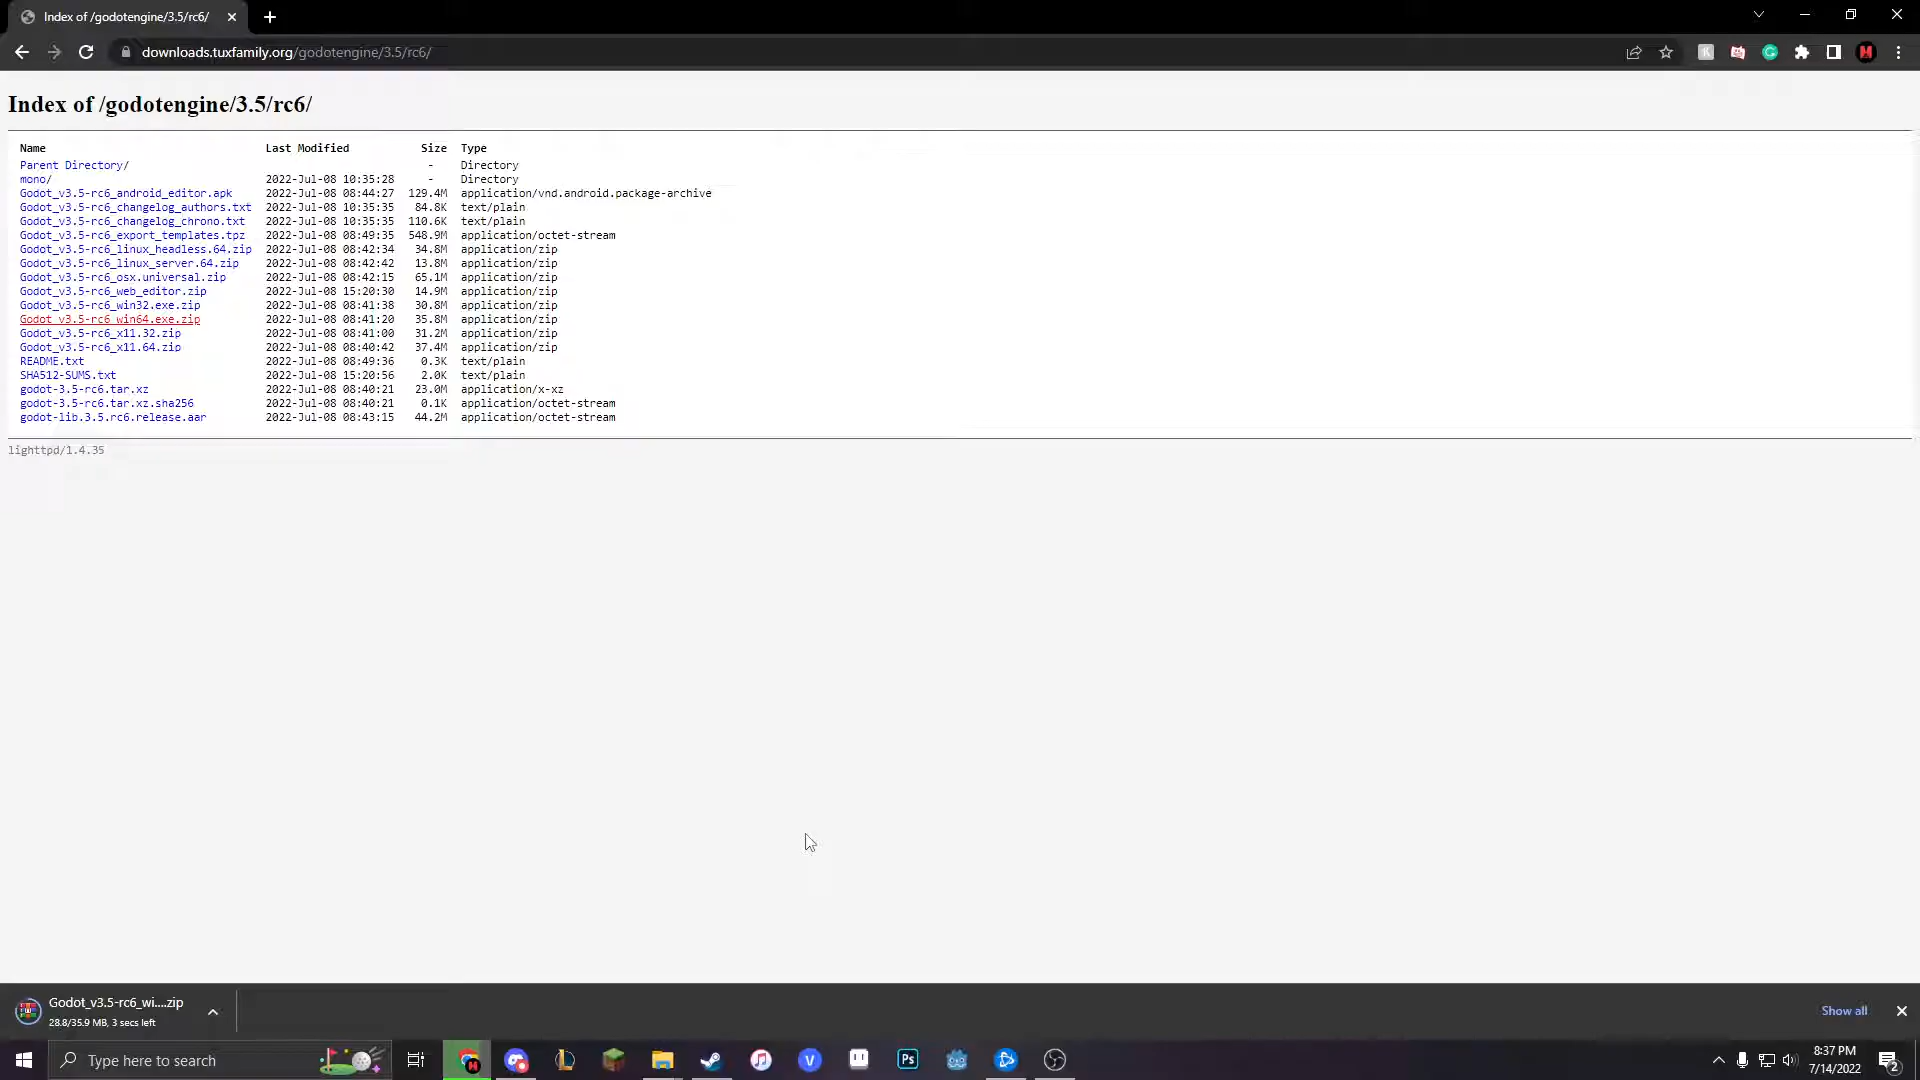 Index of /godotengine/3.5/rc6/
downloads.tuxfamily.org/godotengine/3.5/rc6/
Index of /godotengine/3.5/rc6/
Name Last Modified Size Type
Parent Directory/ - Directory
mono/ 2022-Jul-08 10:35:28 - Directory
Godot_v3.5-rc6_android_editor.apk 2022-Jul-08 08:44:27 129.4M application/vnd.android.package-archive
Godot_v3.5-rc6_changelog_authors.txt 2022-Jul-08 10:35:35 84.8K text/plain
Godot_v3.5-rc6_changelog_chrono.txt 2022-Jul-08 10:35:35 110.6K text/plain
Godot_v3.5-rc6_export_templates.tpz 2022-Jul-08 08:49:35 548.9M application/octet-stream
Godot_v3.5-rc6_linux_headless.64.zip 2022-Jul-08 08:42:34 34.8M application/zip
Godot_v3.5-rc6_linux_server.64.zip 2022-Jul-08 08:42:42 13.8M application/zip
Godot_v3.5-rc6_osx.universal.zip 2022-Jul-08 08:42:15 65.1M application/zip
Godot_v3.5-rc6_web_editor.zip 2022-Jul-08 15:20:30 14.9M application/zip
Godot_v3.5-rc6_win32.exe.zip 2022-Jul-08 08:41:38 30.8M application/zip
Godot_v3.5-rc6_win64.exe.zip 2022-Jul-08 08:41:20 35.8M application/zip
Godot_v3.5-rc6_x11.32.zip 2022-Jul-08 08:41:00 31.2M application/zip
Godot_v3.5-rc6_x11.64.zip 2022-Jul-08 08:40:42 37.4M application/zip
README.txt 2022-Jul-08 08:49:36 0.3K text/plain
SHA512-SUMS.txt 2022-Jul-08 15:20:56 2.0K text/plain
godot-3.5-rc6.tar.xz 2022-Jul-08 08:40:21 23.0M application/x-xz
godot-3.5-rc6.tar.xz.sha256 2022-Jul-08 08:40:21 0.1K application/octet-stream
godot-lib.3.5.rc6.release.aar 2022-Jul-08 08:43:15 44.2M application/octet-stream
lighttpd/1.4.35
Godot_v3.5-rc6_wi....zip
28.8/35.9 MB, 3 secs left
Show all
Type here to search
Ps
8:37 PM
7/14/2022
2